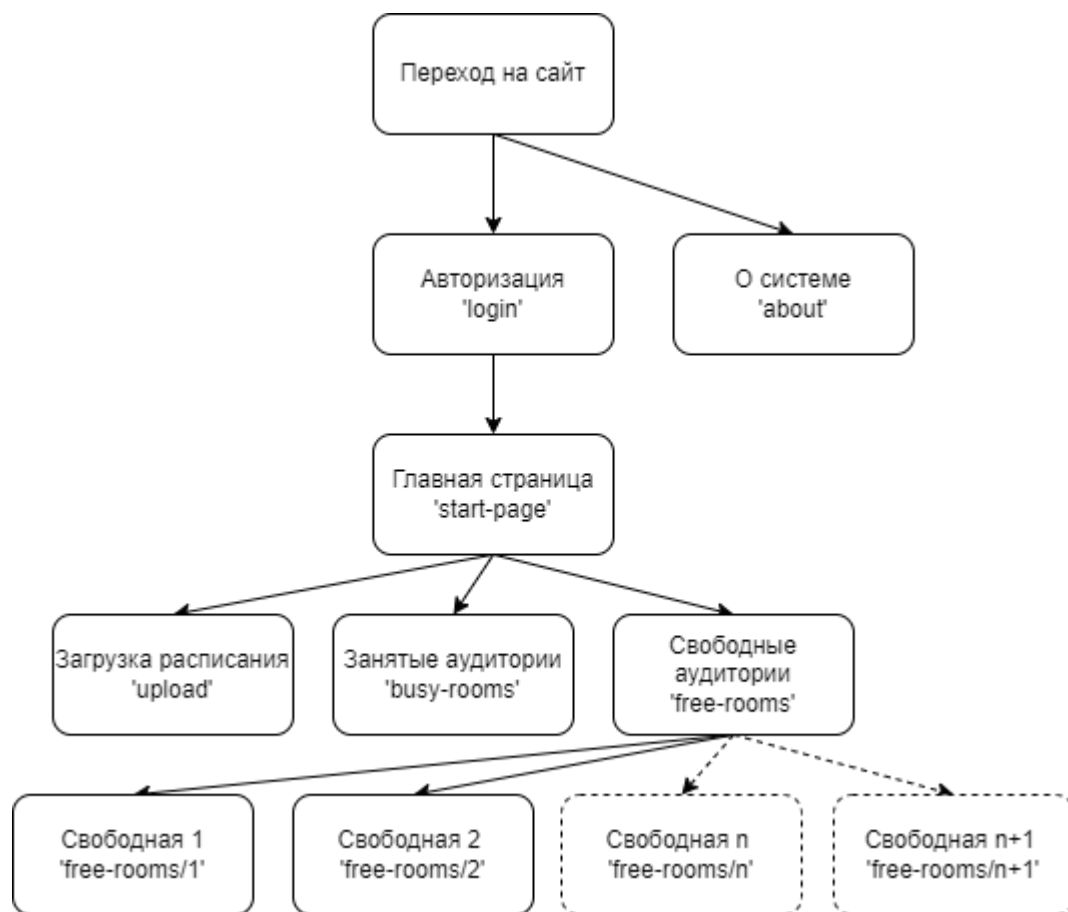 Переход на сайт
Авторизация
'login'
О системе
'about'
Главная страница
'start-page'
Загрузка расписания
'upload'
Занятые аудитории
'busy-rooms'
Свободные
аудитории
'free-rooms'
Свободная 1
'free-rooms/1'
Свободная 2
'free-rooms/2'
Свободная n
'free-rooms/n'
Свободная n+1
'free-rooms/n+1'